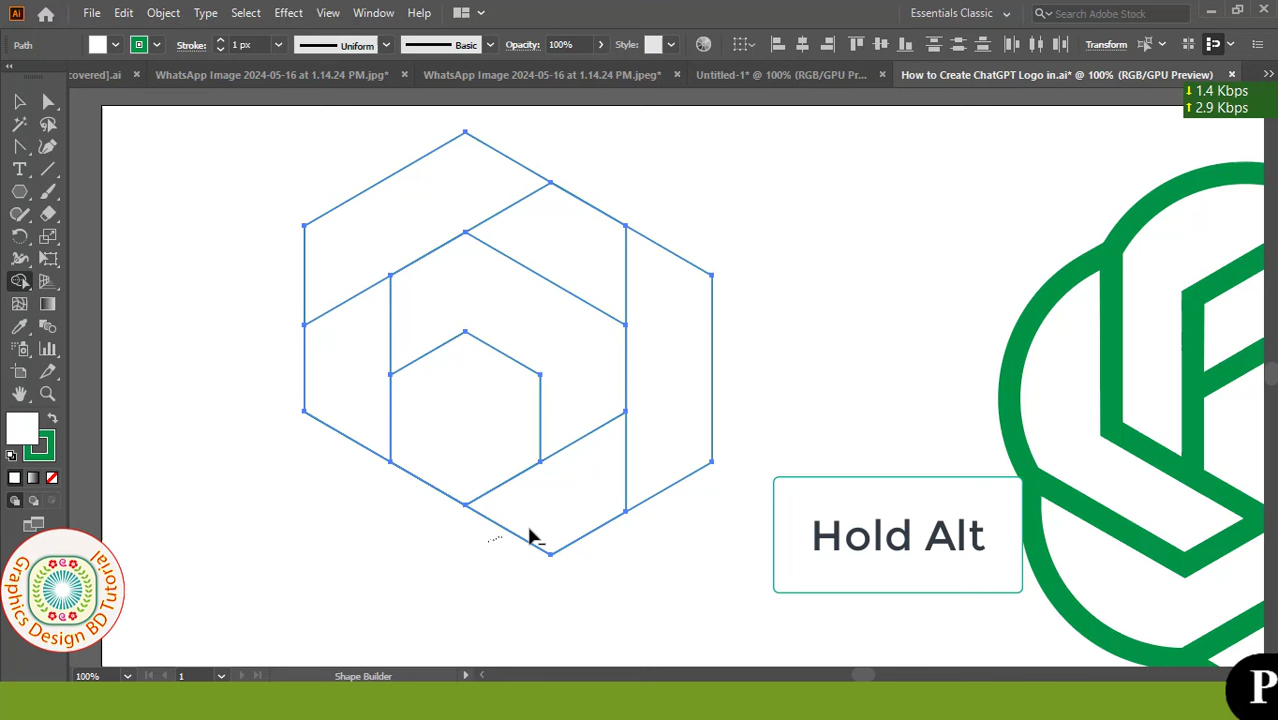 Ai File Edit Object Type Select Effect View Window Help Essentials Classic Search Adobe Stock
Path Stroke: 1 px Uniform Basic Opacity: 100% Style: Transform
covered].ai × WhatsApp Image 2024-05-16 at 1.14.24 PM.jpg* × WhatsApp Image 2024-05-16 at 1.14.24 PM.jpeg* × Untitled-1* @ 100% (RGB/GPU Pr... × How to Create ChatGPT Logo in.ai* @ 100% (RGB/GPU Preview) ×
1.4 Kbps
2.9 Kbps
Hold Alt
Graphics Design BD Tutorial
100% 1 Shape Builder
P